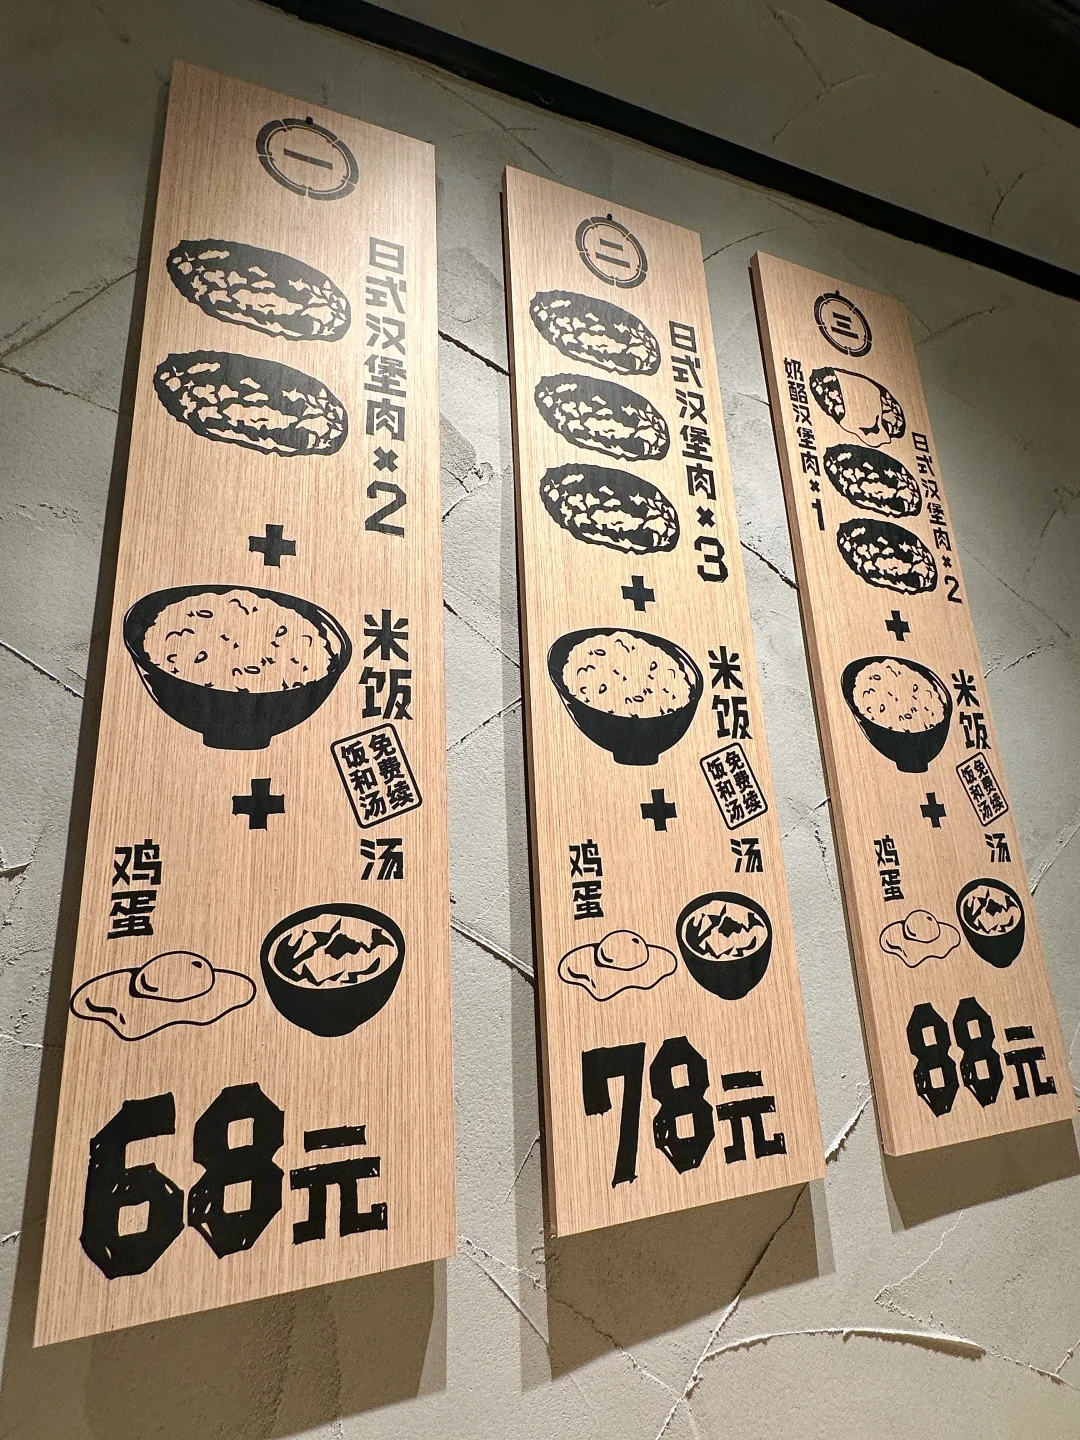 一
日式汉堡肉×2
+
米饭
免费续
饭和汤
+
鸡蛋
汤
68元
二
日式汉堡肉×3
+
米饭
免费续
饭和汤
+
鸡蛋
汤
78元
三
奶酪汉堡肉×1
日式汉堡肉×2
+
米饭
免费续
饭和汤
+
鸡蛋
汤
88元